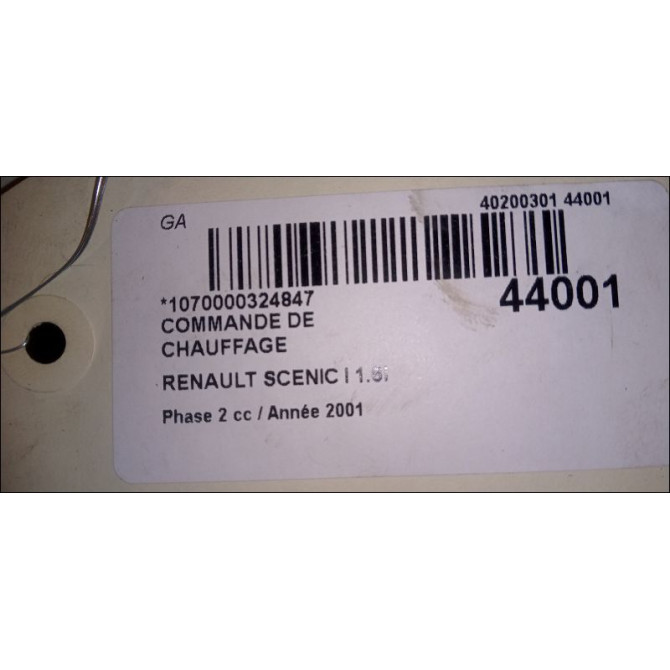 GA
40200301 44001
*1070000324847
44001
COMMANDE DE
CHAUFFAGE
RENAULT SCENIC I
Phase 2 cc / Année 2001